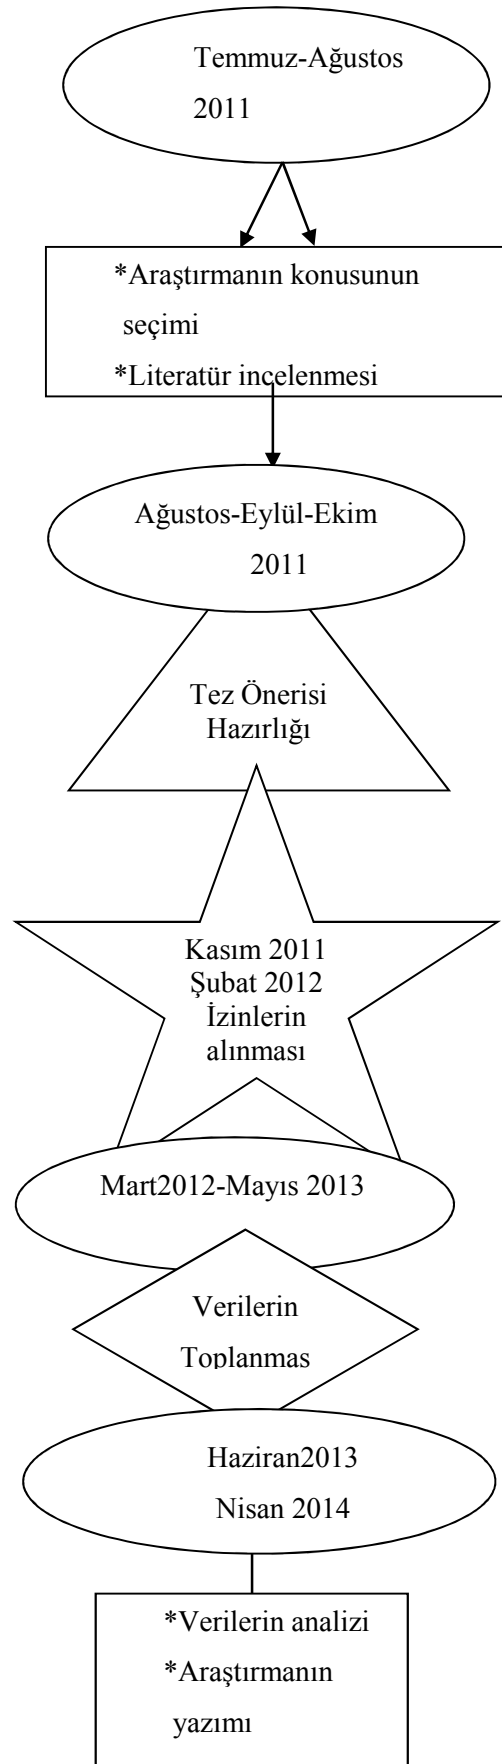 Temmuz-Ağustos
2011
*Araştırmanın konusunun
seçimi
*Literatür incelenmesi
Ağustos-Eylül-Ekim
2011
Tez Önerisi
Hazırlığı
Kasım 2011
Şubat 2012
İzinlerin
alınması
Mart2012-Mayıs 2013
Verilerin
Toplanmas
Haziran2013
Nisan 2014
*Verilerin analizi
*Araştırmanın
yazımı